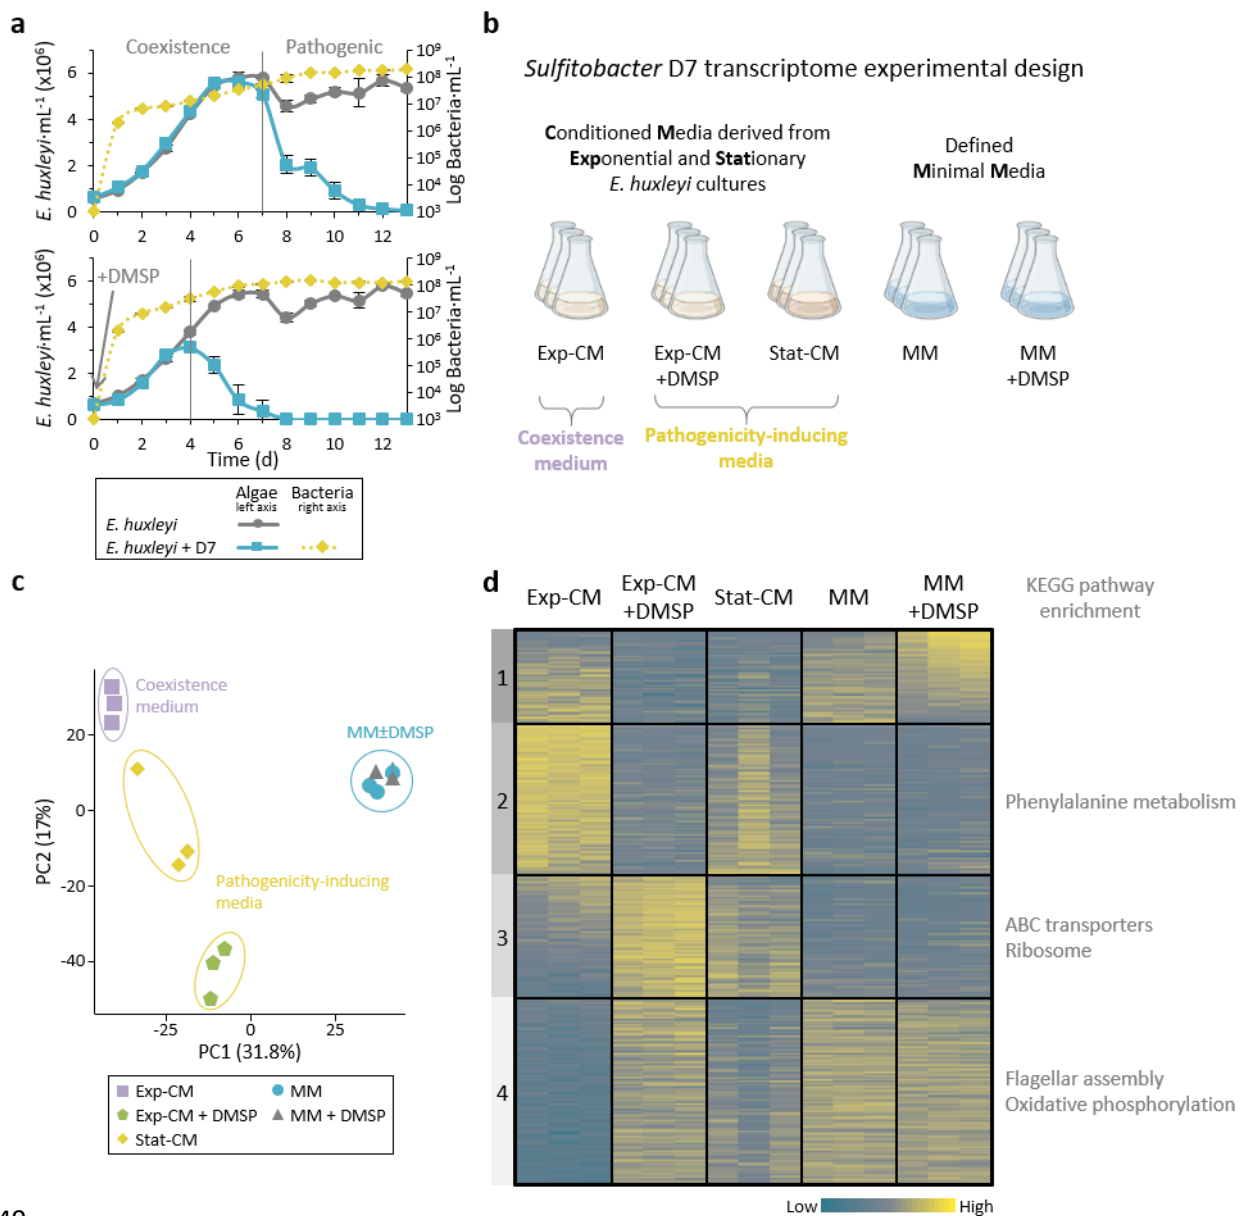 a
Coexistence
Pathogenic
E. huxleyi·mL⁻¹ (x10⁶)
6
4
2
0
10⁹
10⁸
10⁷
10⁶
10⁵
10⁴
10³
Log Bacteria·mL⁻¹
0 2 4 6 8 10 12
+DMSP
E. huxleyi·mL⁻¹ (x10⁶)
6
4
2
0
10⁹
10⁸
10⁷
10⁶
10⁵
10⁴
10³
Log Bacteria·mL⁻¹
0 2 4 6 8 10 12
Time (d)
Algae Bacteria
left axis right axis
E. huxleyi
E. huxleyi + D7
b
Sulfitobacter D7 transcriptome experimental design
Conditioned Media derived from
Exponential and Stationary
E. huxleyi cultures
Defined
Minimal Media
Exp-CM
Exp-CM
+DMSP
Stat-CM
MM
MM
+DMSP
Coexistence
medium
Pathogenicity-inducing
media
c
Coexistence
medium
MM±DMSP
Pathogenicity-inducing
media
PC2 (17%)
20
0
-20
-40
-25 0 25
PC1 (31.8%)
Exp-CM MM
Exp-CM + DMSP MM + DMSP
Stat-CM
d
Exp-CM
Exp-CM
+DMSP
Stat-CM
MM
MM
+DMSP
KEGG pathway
enrichment
1
2
Phenylalanine metabolism
3
ABC transporters
Ribosome
4
Flagellar assembly
Oxidative phosphorylation
Low High